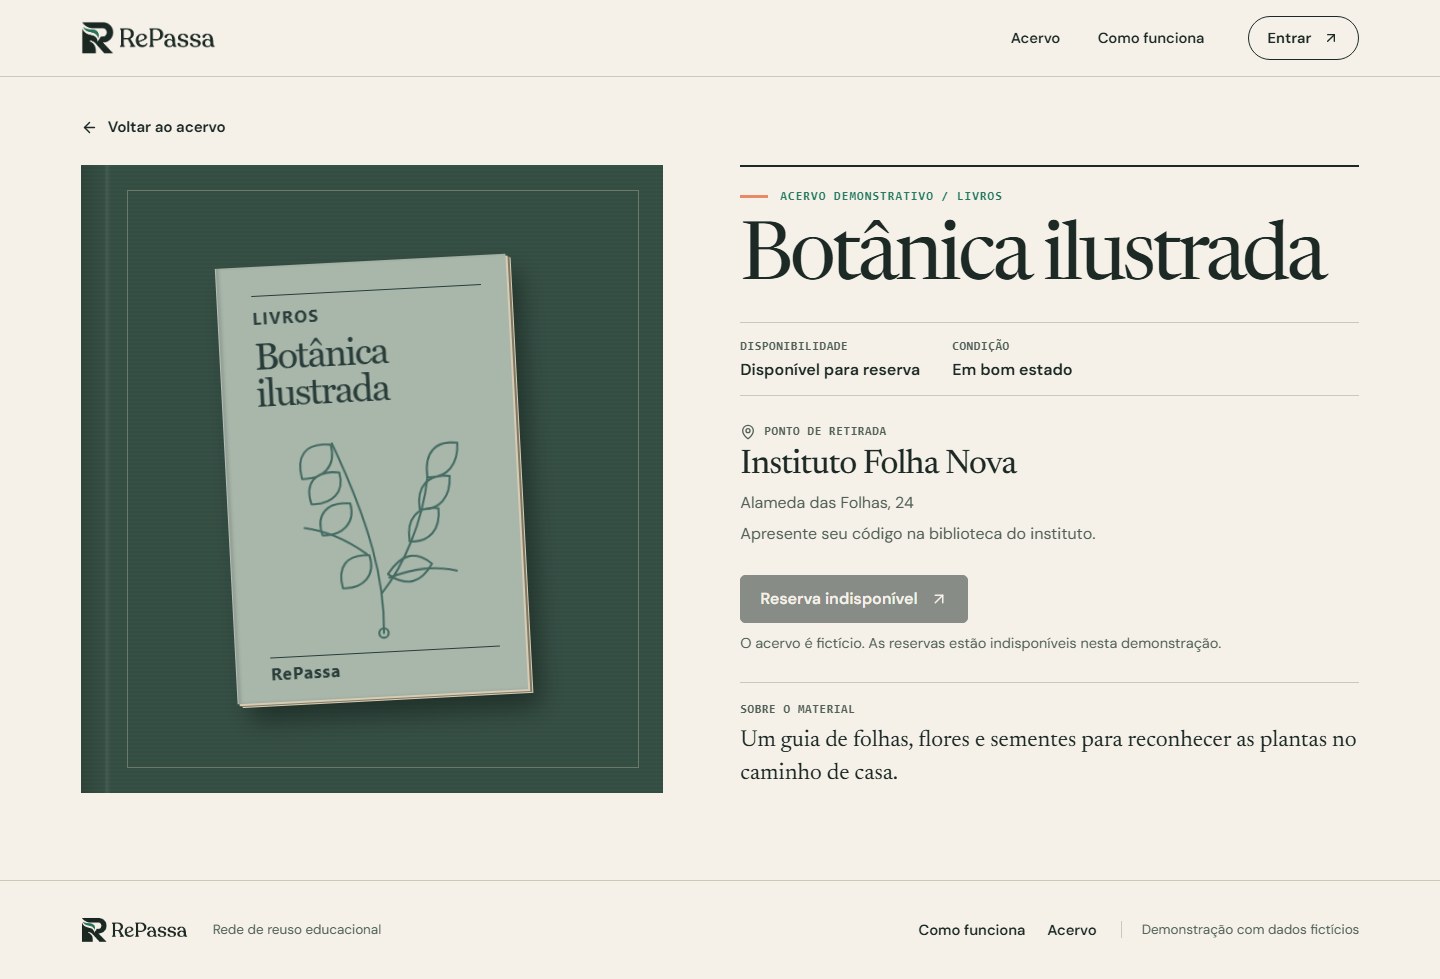 RePassa
Acervo
Como funciona
Entrar
Voltar ao acervo
LIVROS
Botânica
ilustrada
RePassa
ACERVO DEMONSTRATIVO / LIVROS
Botânica ilustrada
DISPONIBILIDADE
Disponível para reserva
CONDIÇÃO
Em bom estado
PONTO DE RETIRADA
Instituto Folha Nova
Alameda das Folhas, 24
Apresente seu código na biblioteca do instituto.
Reserva indisponível
O acervo é fictício. As reservas estão indisponíveis nesta demonstração.
SOBRE O MATERIAL
Um guia de folhas, flores e sementes para reconhecer as plantas no
caminho de casa.
RePassa
Rede de reuso educacional
Como funciona
Acervo
Demonstração com dados fictícios